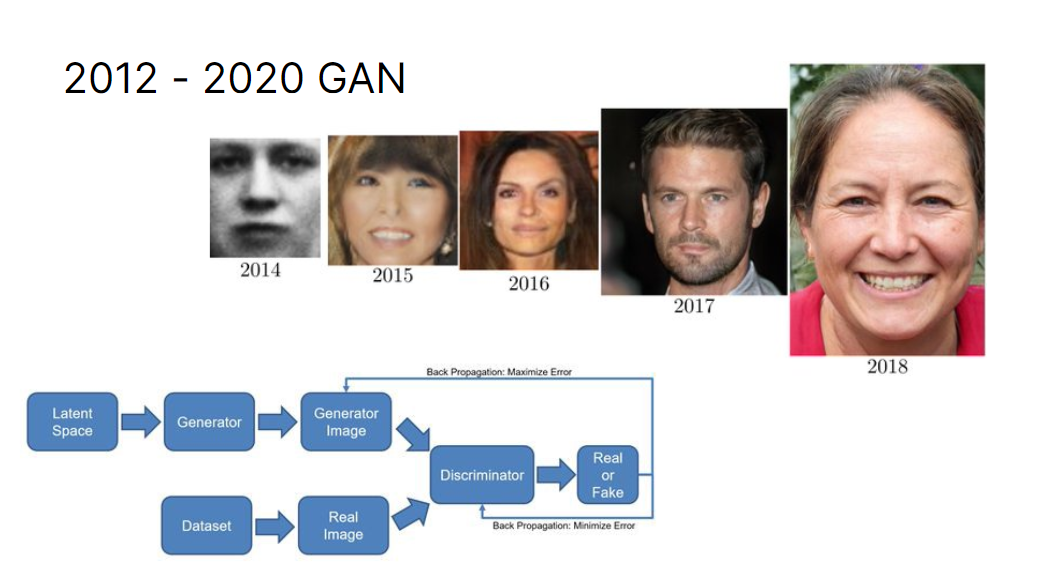 2012 - 2020 GAN
2014
2015
2016
2017
2018
Back Propagation: Maximize Error
Latent
Space
Generator
Generator
Image
Discriminator
Real
or
Fake
Dataset
Real
Image
Back Propagation: Minimize Error